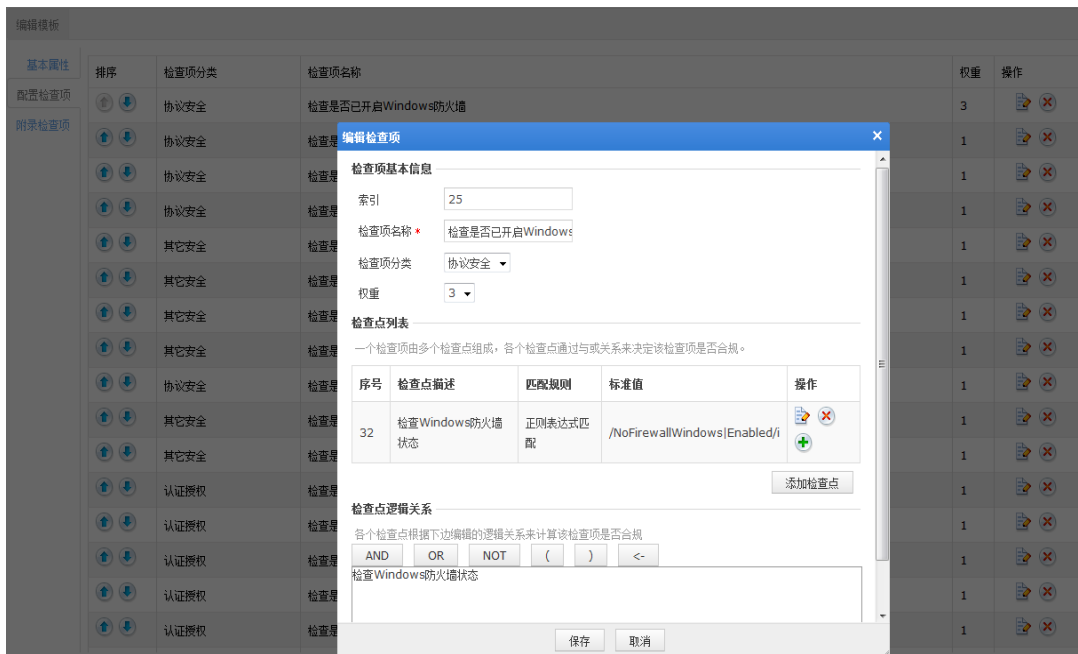 编辑模板
基本属性
配置检查项
附录检查项
排序 检查项分类 检查项名称 权重 操作
协议安全 检查是否已开启Windows防火墙 3
协议安全 检查是 1
协议安全 检查是 1
协议安全 检查是 1
其它安全 检查是 1
其它安全 检查是 1
其它安全 检查是 1
其它安全 检查是 1
协议安全 检查是 1
其它安全 检查是 1
其它安全 检查是 1
认证授权 检查是 1
认证授权 检查是 1
认证授权 检查是 1
认证授权 检查是 1
认证授权 检查是 1
编辑检查项
检查项基本信息
索引 25
检查项名称 * 检查是否已开启Windows
检查项分类 协议安全
权重 3
检查点列表
一个检查项由多个检查点组成，各个检查点通过与或关系来决定该检查项是否合规。
序号 检查点描述 匹配规则 标准值 操作
32 检查Windows防火墙 正则表达式匹 /NoFirewallWindows|Enabled/i
状态 配
添加检查点
检查点逻辑关系
各个检查点根据下边编辑的逻辑关系来计算该检查项是否合规
AND OR NOT ( ) <-
检查Windows防火墙状态
保存 取消